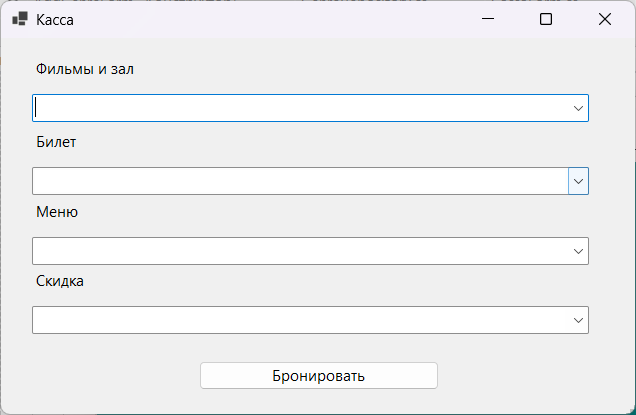 Касса
Фильмы и зал
Билет
Меню
Скидка
Бронировать